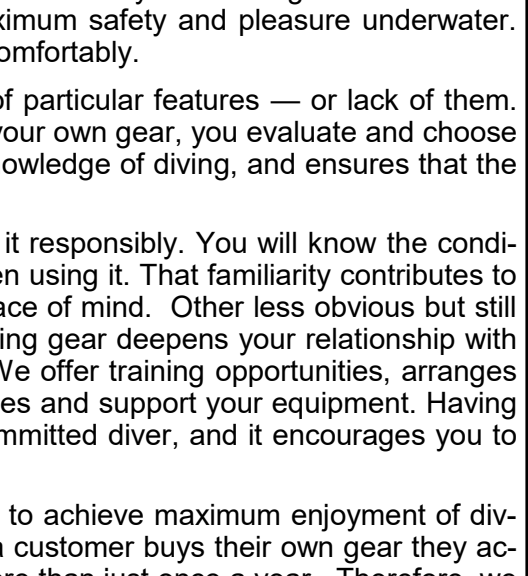 ximum safety and pleasure underwater.
omfortably.
of particular features — or lack of them.
your own gear, you evaluate and choose
owledge of diving, and ensures that the
it responsibly. You will know the condi-
en using it. That familiarity contributes to
ace of mind.  Other less obvious but still
ing gear deepens your relationship with
We offer training opportunities, arranges
es and support your equipment. Having
mmitted diver, and it encourages you to
to achieve maximum enjoyment of div-
a customer buys their own gear they ac-
ore than just once a year.  Therefore, we